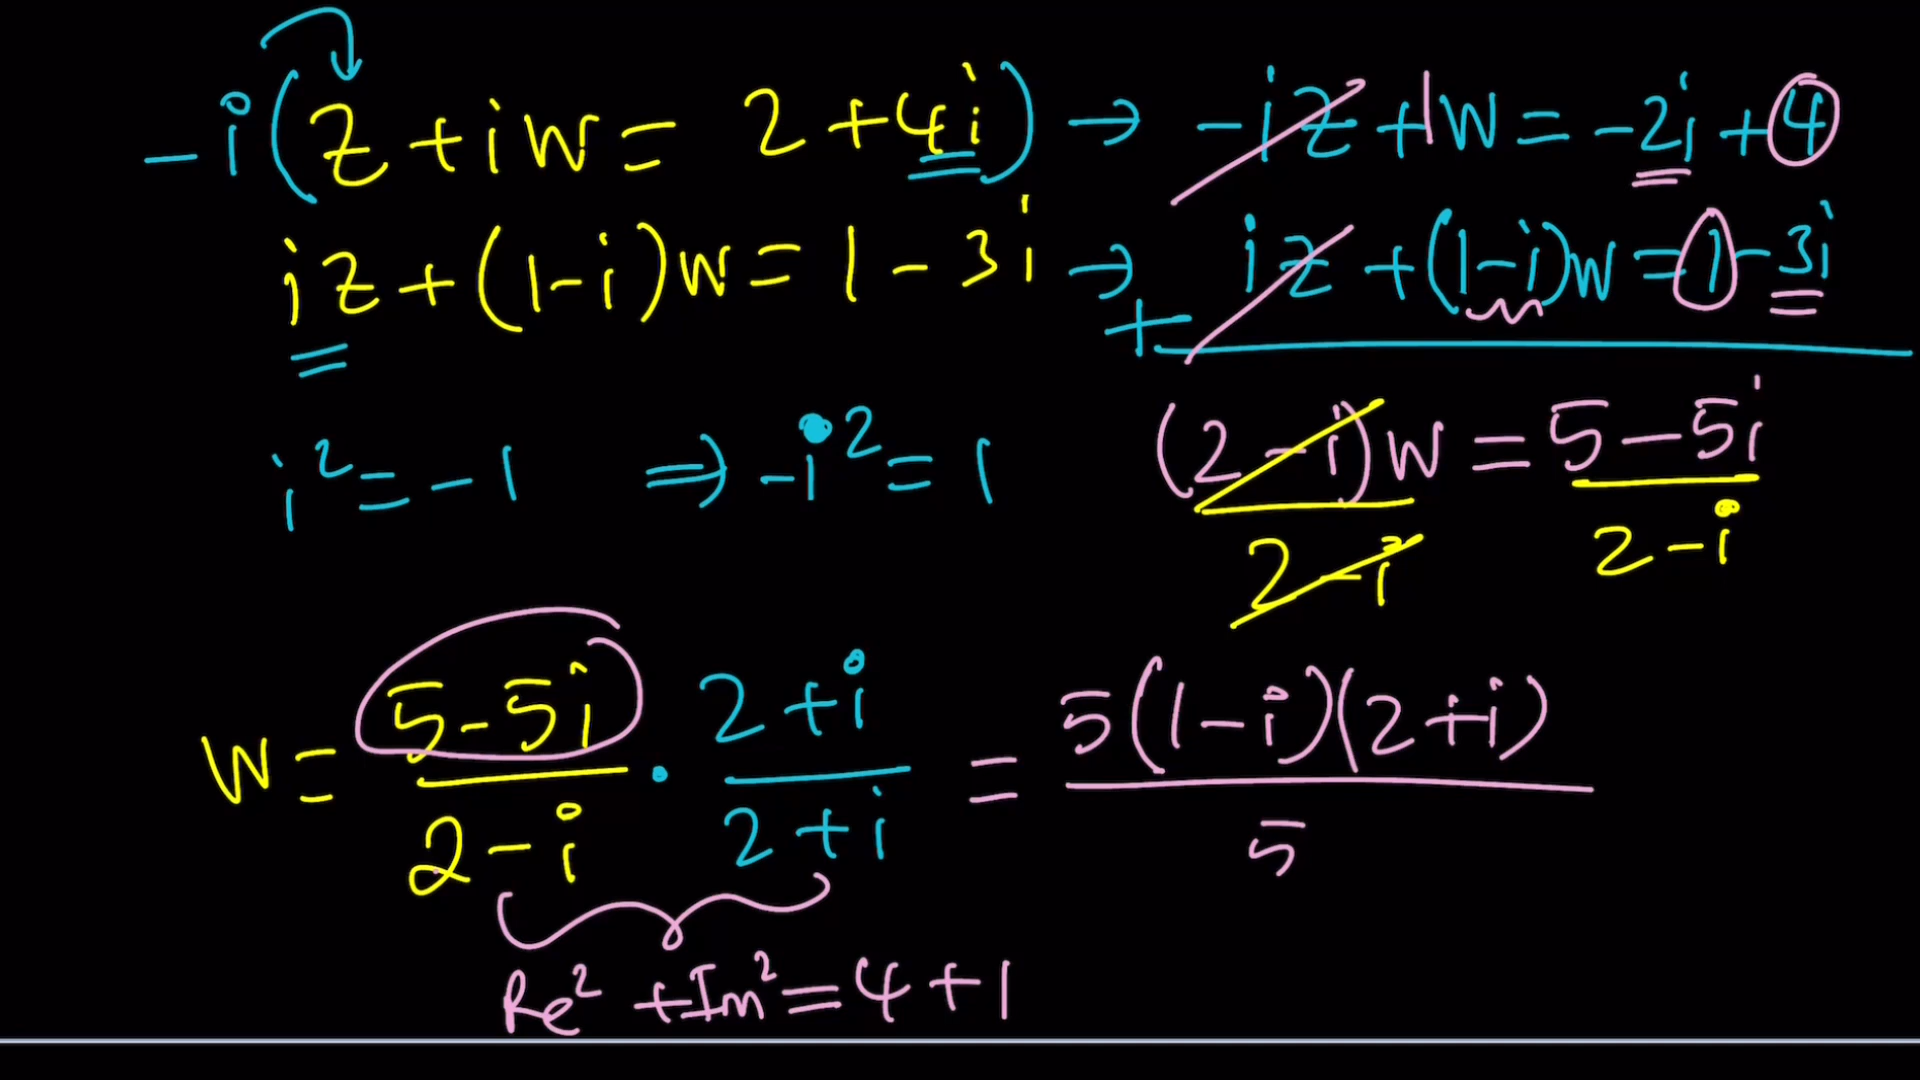 -i(z + iw = 2 + 4i) → -iz + 1w = -2i + 4
iz + (1-i)w = 1 - 3i → iz + (1-i)w = 1 - 3i
+
i² = -1 ⇒ -i² = 1
(2-i)w = 5 - 5i
2-i 2-i
w = 5-5i / 2-i · 2+i / 2+i = 5(1-i)(2+i) / 5
Re² + Im² = 4 + 1